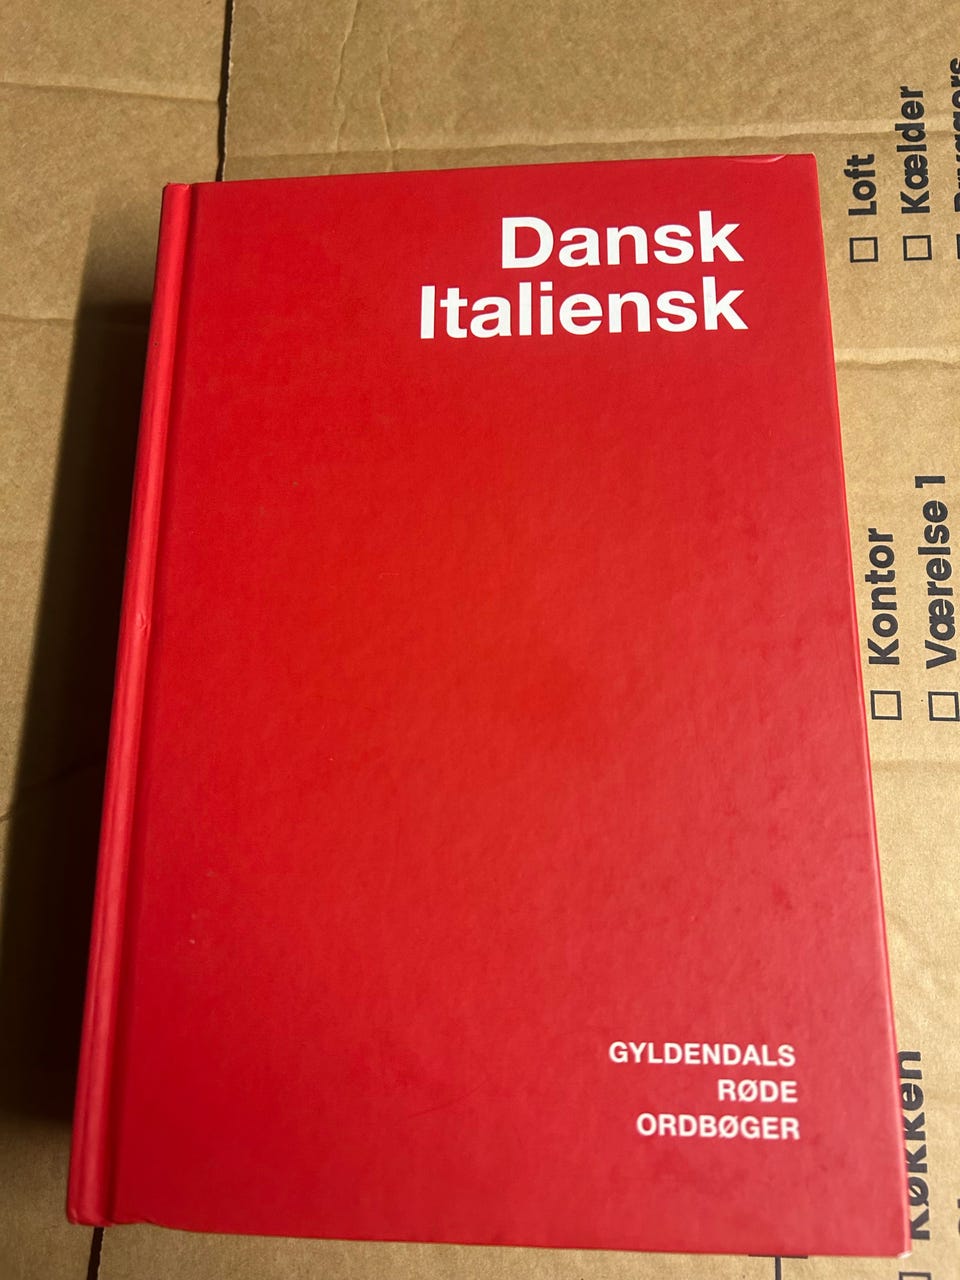 Dansk
Italiensk
GYLDENDALS
RØDE
ORDBØGER
Loft
Kælder
Kontor
Værelse 1
Køkken